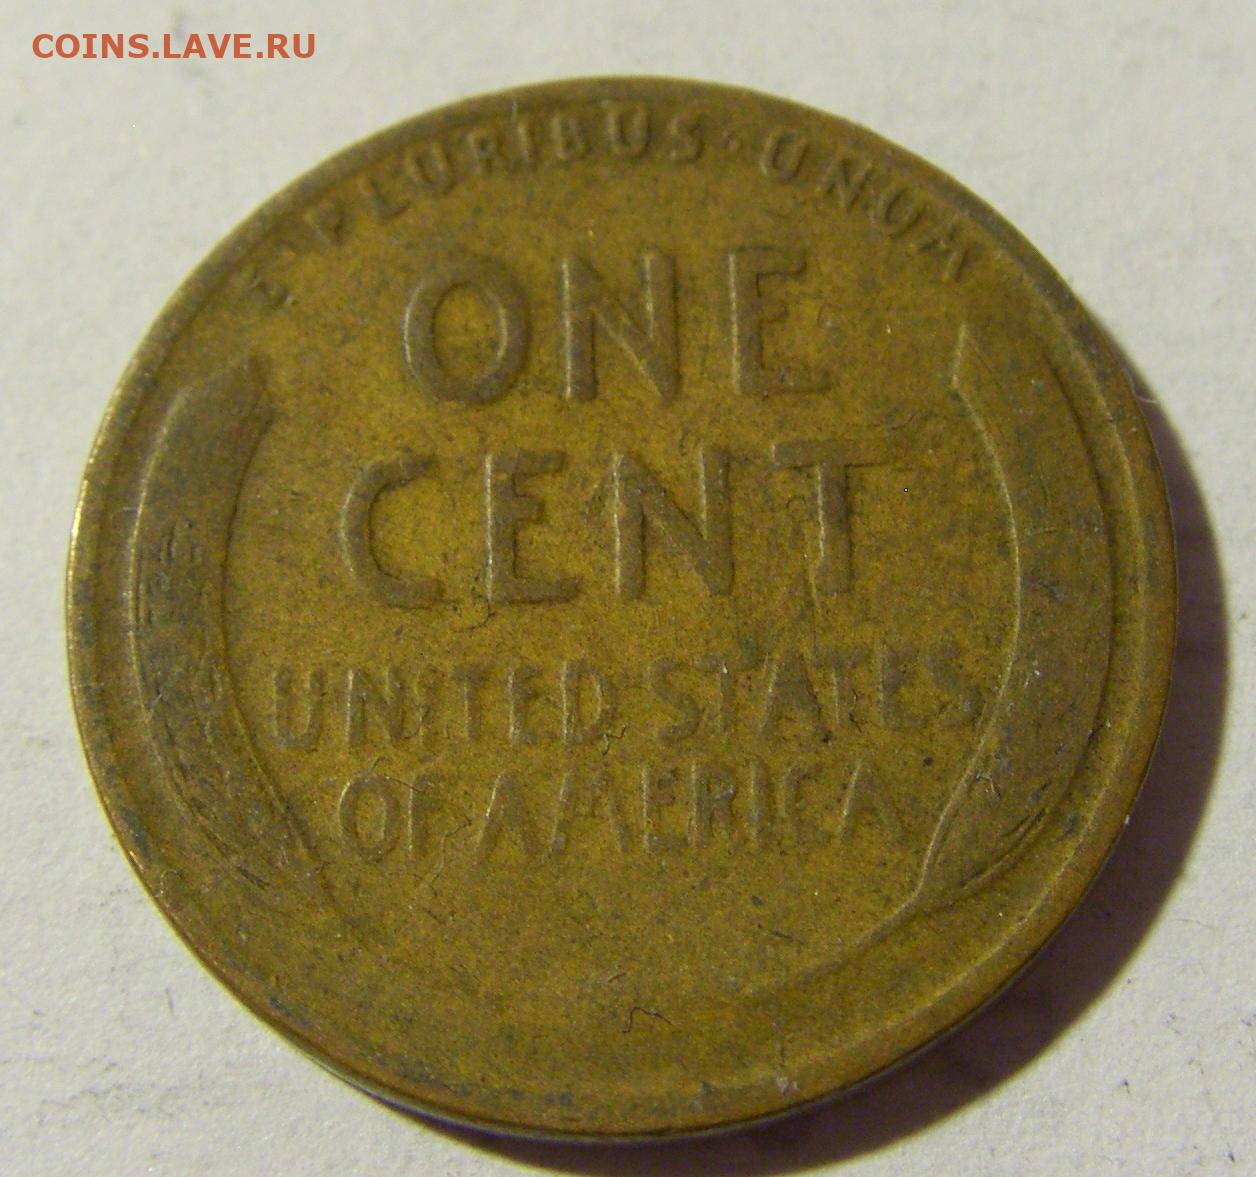 COINS.LAVE.RU
E·PLURIBUS·UNUM
ONE
CENT
UNITED STATES
OF AMERICA